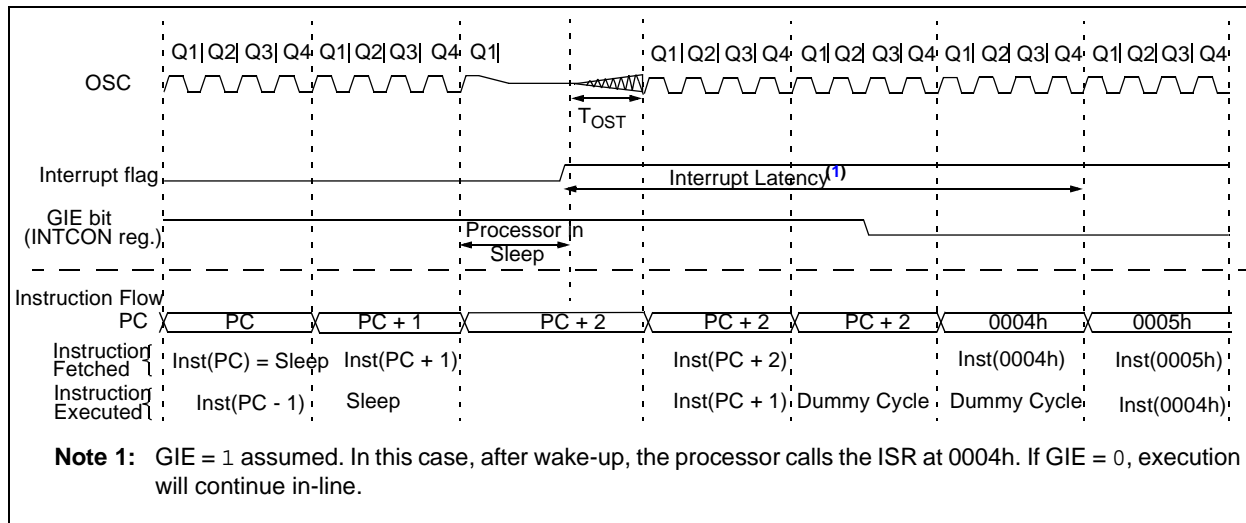 Q1| Q2| Q3| Q4 Q1| Q2| Q3| Q4 Q1| Q1| Q2| Q3| Q4 Q1| Q2| Q3| Q4 Q1| Q2| Q3| Q4 Q1| Q2| Q3| Q4
OSC
TOST
Interrupt flag
Interrupt Latency(1)
GIE bit
(INTCON reg.)
Processor in
Sleep
Instruction Flow
PC PC PC + 1 PC + 2 PC + 2 PC + 2 0004h 0005h
Instruction
Fetched
Inst(PC) = Sleep Inst(PC + 1) Inst(PC + 2) Inst(0004h) Inst(0005h)
Instruction
Executed
Inst(PC - 1) Sleep Inst(PC + 1) Dummy Cycle Dummy Cycle Inst(0004h)
Note 1: GIE = 1 assumed. In this case, after wake-up, the processor calls the ISR at 0004h. If GIE = 0, execution
will continue in-line.